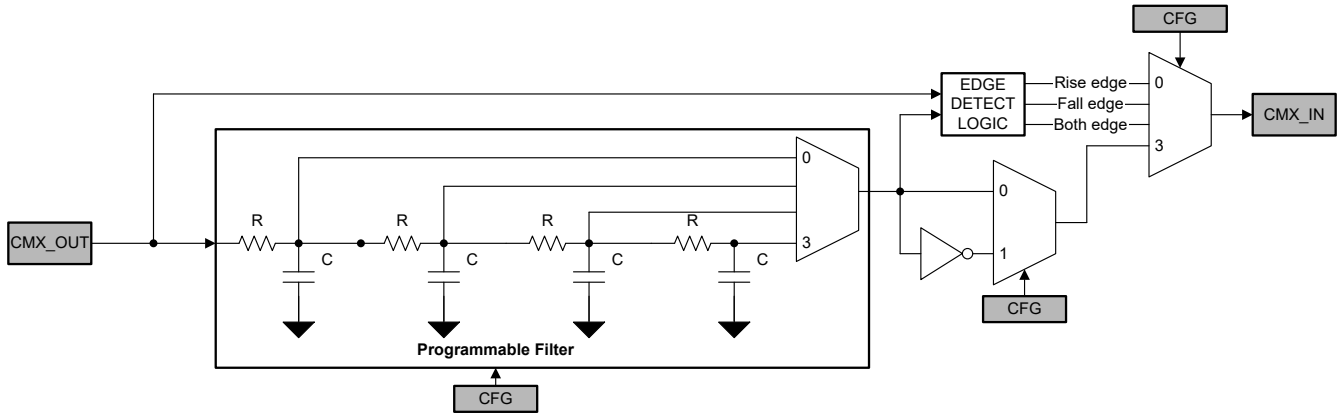 CFG
EDGE
DETECT
LOGIC
Rise edge
Fall edge
Both edge
0
3
CMX_IN
0
3
R
R
R
R
C
C
C
C
CMX_OUT
0
1
CFG
Programmable Filter
CFG